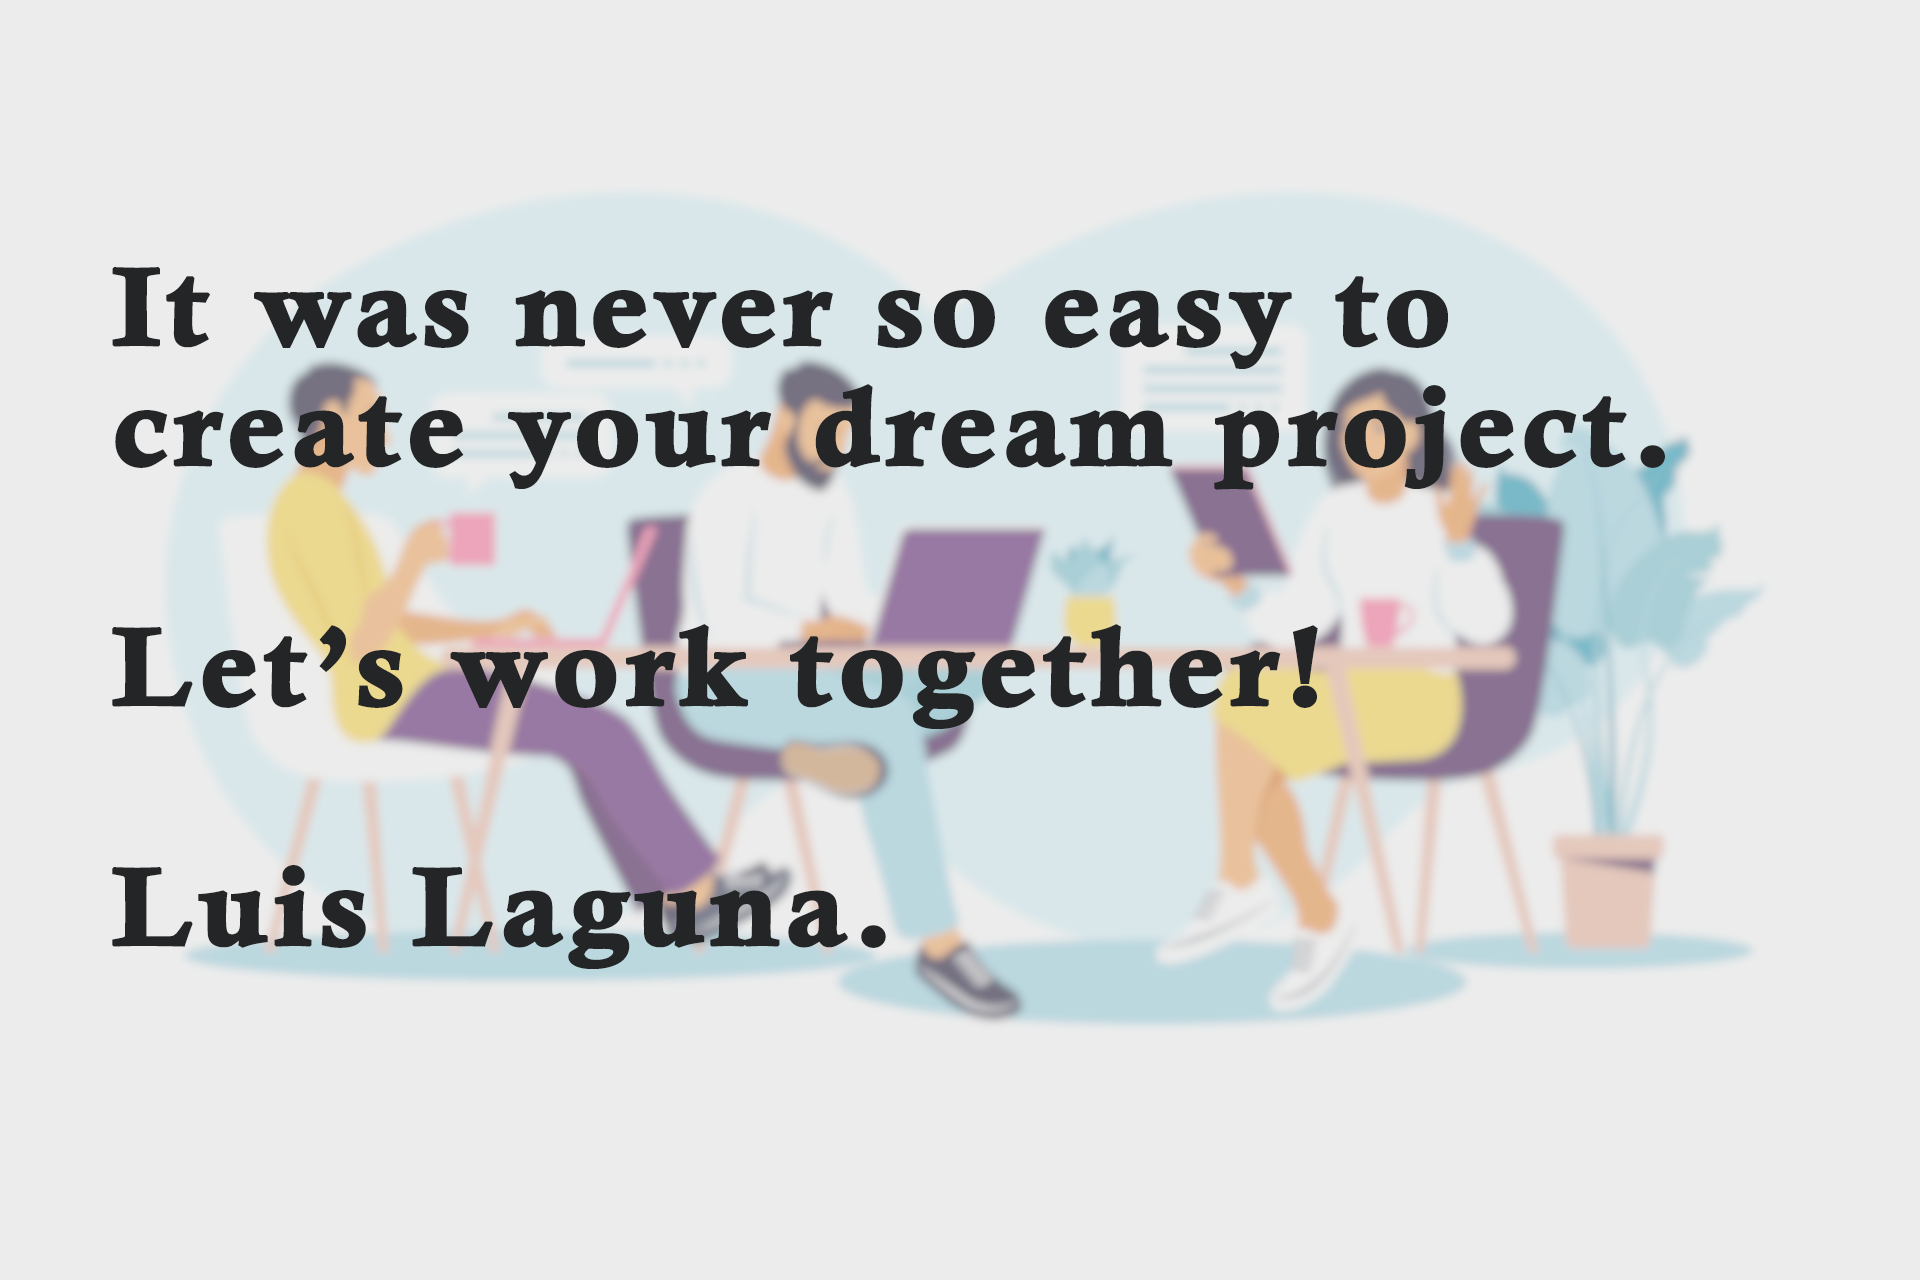 It was never so easy to
create your dream project.
Let’s work together!
Luis Laguna.